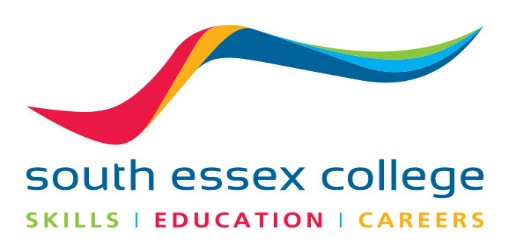 south essex college
SKILLS | EDUCATION | CAREERS